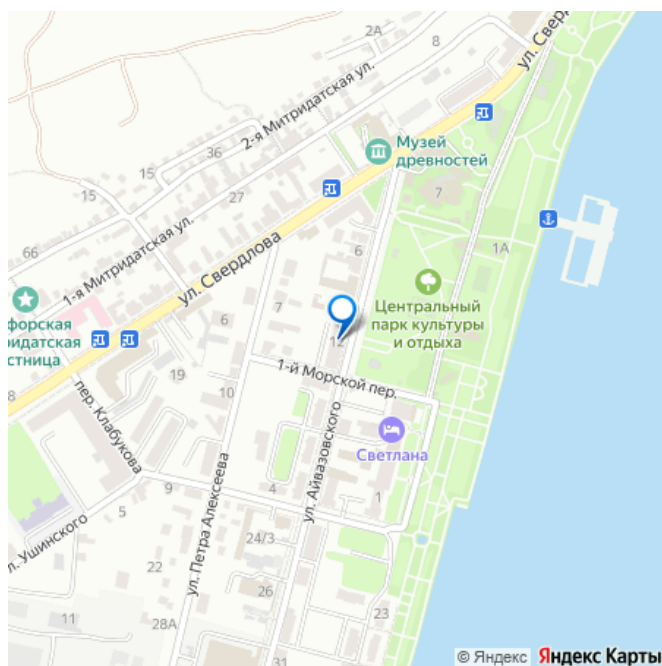 2А
8
ул. Свердлова
2-я Митридатская ул.
36
15
Музей
древностей
15
27
7
66
1-я Митридатская ул.
ул. Свердлова
6
1А
форская
ридатская
стница
7
Центральный
парк культуры
и отдыха
6
12
8
19
1-й Морской пер.
10
пер. Клабукова
ул. Айвазовского
Светлана
ул. Петра Алексеева
9
4
1
5
л. Ушинского
24/3
22
26
11
28А
23
31
© Яндекс Яндекс Карты